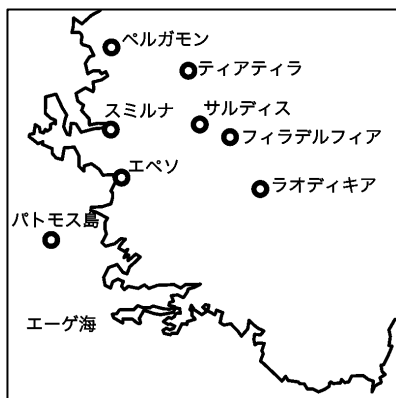 ペルガモン
ティアティラ
スミルナ
サルディス
フィラデルフィア
エペソ
ラオディキア
パトモス島
エーゲ海